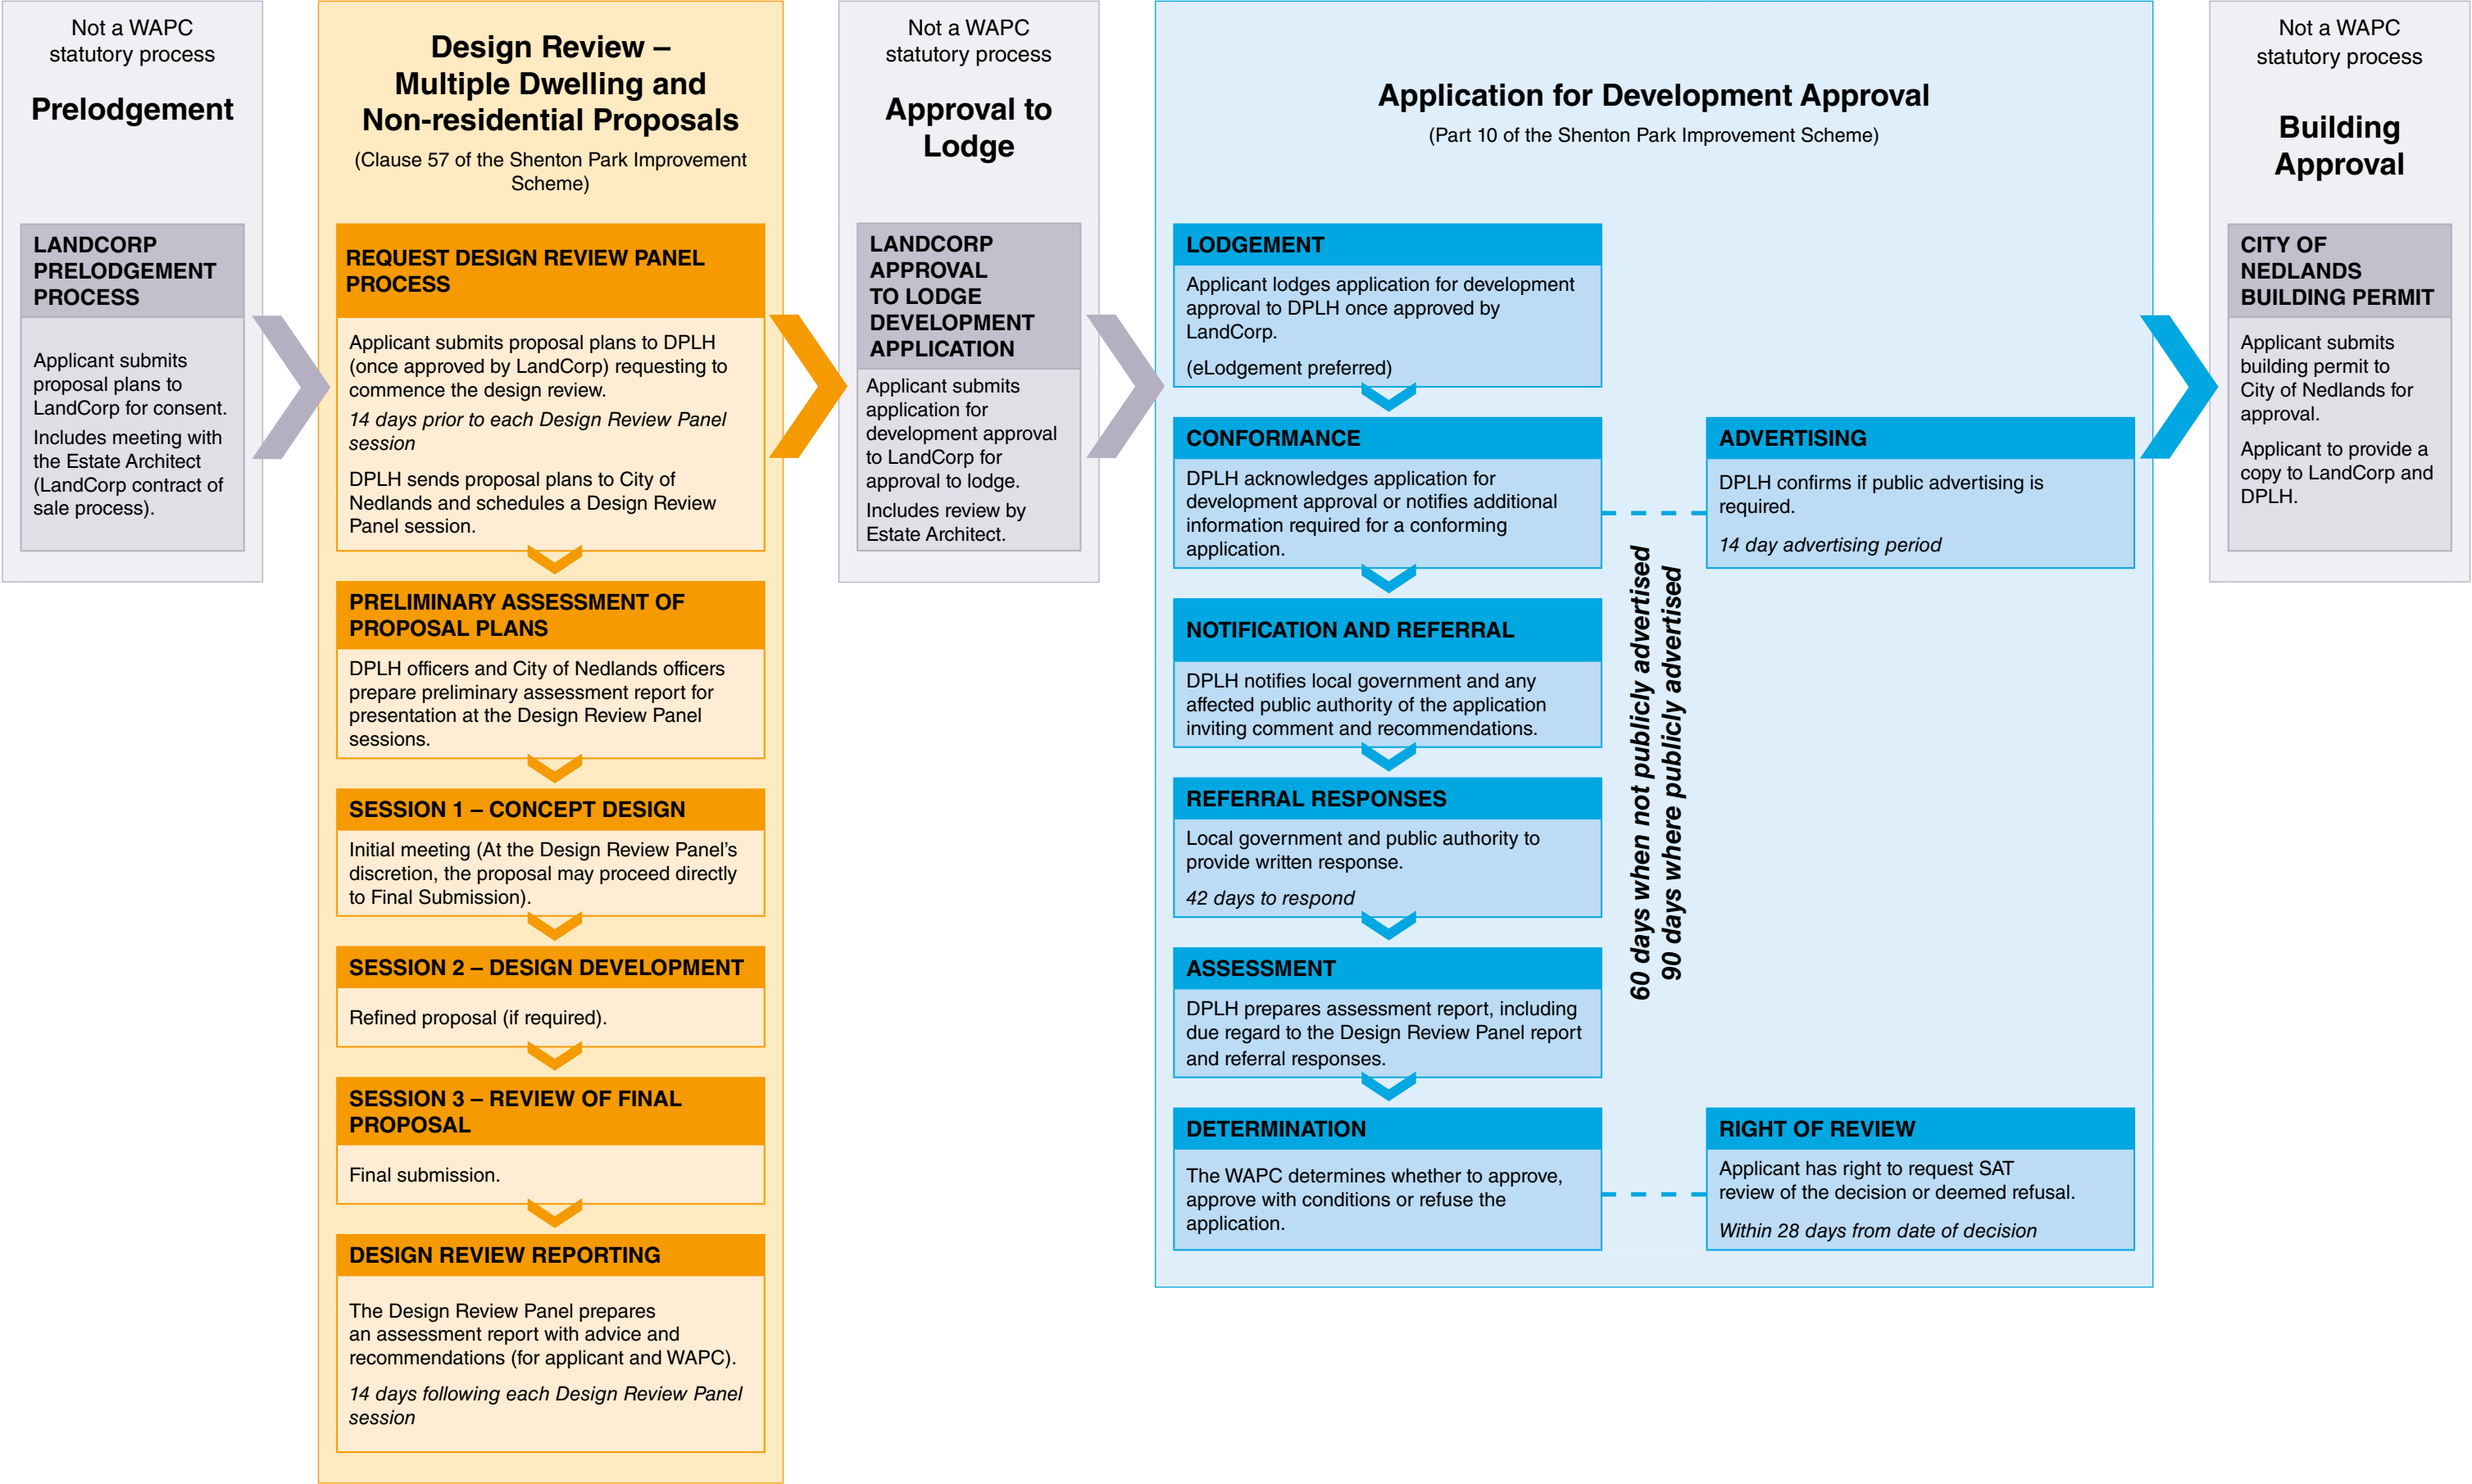 Not a WAPC
statutory process
Prelodgement
LANDCORP
PRELODGEMENT
PROCESS
Applicant submits
proposal plans to
LandCorp for consent.
Includes meeting with
the Estate Architect
(LandCorp contract of
sale process).
Design Review –
Multiple Dwelling and
Non-residential Proposals
(Clause 57 of the Shenton Park Improvement
Scheme)
REQUEST DESIGN REVIEW PANEL
PROCESS
Applicant submits proposal plans to DPLH
(once approved by LandCorp) requesting to
commence the design review.
14 days prior to each Design Review Panel
session
DPLH sends proposal plans to City of
Nedlands and schedules a Design Review
Panel session.
PRELIMINARY ASSESSMENT OF
PROPOSAL PLANS
DPLH officers and City of Nedlands officers
prepare preliminary assessment report for
presentation at the Design Review Panel
sessions.
SESSION 1 – CONCEPT DESIGN
Initial meeting (At the Design Review Panel’s
discretion, the proposal may proceed directly
to Final Submission).
SESSION 2 – DESIGN DEVELOPMENT
Refined proposal (if required).
SESSION 3 – REVIEW OF FINAL
PROPOSAL
Final submission.
DESIGN REVIEW REPORTING
The Design Review Panel prepares
an assessment report with advice and
recommendations (for applicant and WAPC).
14 days following each Design Review Panel
session
Not a WAPC
statutory process
Approval to
Lodge
LANDCORP
APPROVAL
TO LODGE
DEVELOPMENT
APPLICATION
Applicant submits
application for
development approval
to LandCorp for
approval to lodge.
Includes review by
Estate Architect.
Application for Development Approval
(Part 10 of the Shenton Park Improvement Scheme)
LODGEMENT
Applicant lodges application for development
approval to DPLH once approved by
LandCorp.
(eLodgement preferred)
CONFORMANCE
DPLH acknowledges application for
development approval or notifies additional
information required for a conforming
application.
ADVERTISING
DPLH confirms if public advertising is
required.
14 day advertising period
NOTIFICATION AND REFERRAL
DPLH notifies local government and any
affected public authority of the application
inviting comment and recommendations.
REFERRAL RESPONSES
Local government and public authority to
provide written response.
42 days to respond
ASSESSMENT
DPLH prepares assessment report, including
due regard to the Design Review Panel report
and referral responses.
60 days when not publicly advertised
90 days where publicly advertised
DETERMINATION
The WAPC determines whether to approve,
approve with conditions or refuse the
application.
RIGHT OF REVIEW
Applicant has right to request SAT
review of the decision or deemed refusal.
Within 28 days from date of decision
Not a WAPC
statutory process
Building
Approval
CITY OF
NEDLANDS
BUILDING PERMIT
Applicant submits
building permit to
City of Nedlands for
approval.
Applicant to provide a
copy to LandCorp and
DPLH.